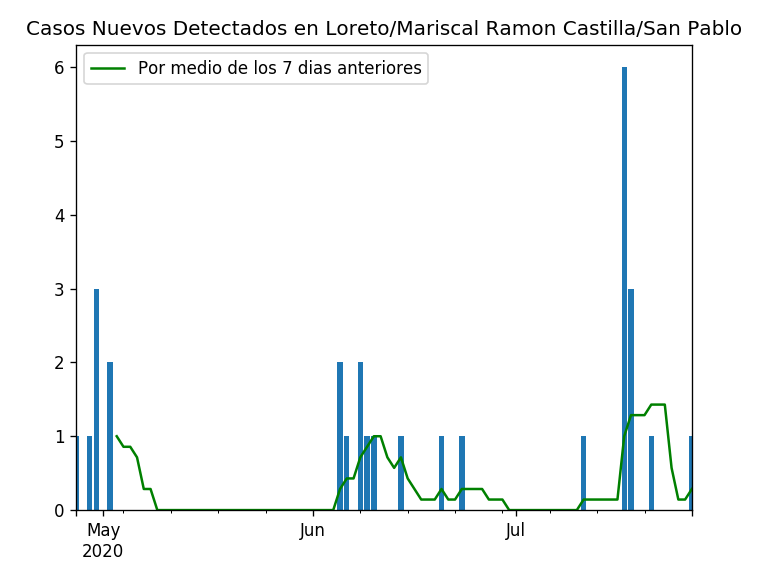 Casos Nuevos Detectados en Loreto/Mariscal Ramon Castilla/San Pablo
Por medio de los 7 dias anteriores
6
5
4
3
2
1
0
May
2020
Jun
Jul